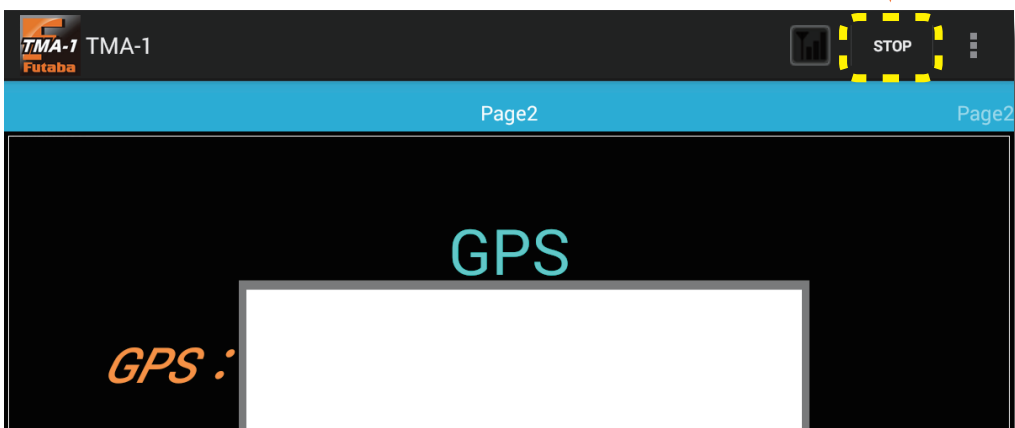 TMA-1 TMA-1 STOP
Futaba
Page2 Page2
GPS
GPS :